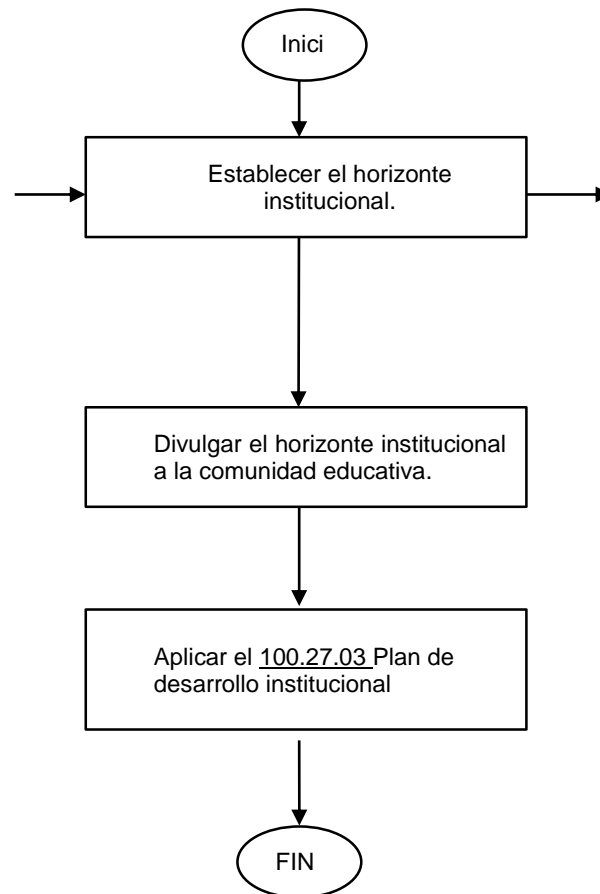 Inici
Establecer el horizonte
institucional.
Divulgar el horizonte institucional
a la comunidad educativa.
Aplicar el 100.27.03 Plan de
desarrollo institucional
FIN